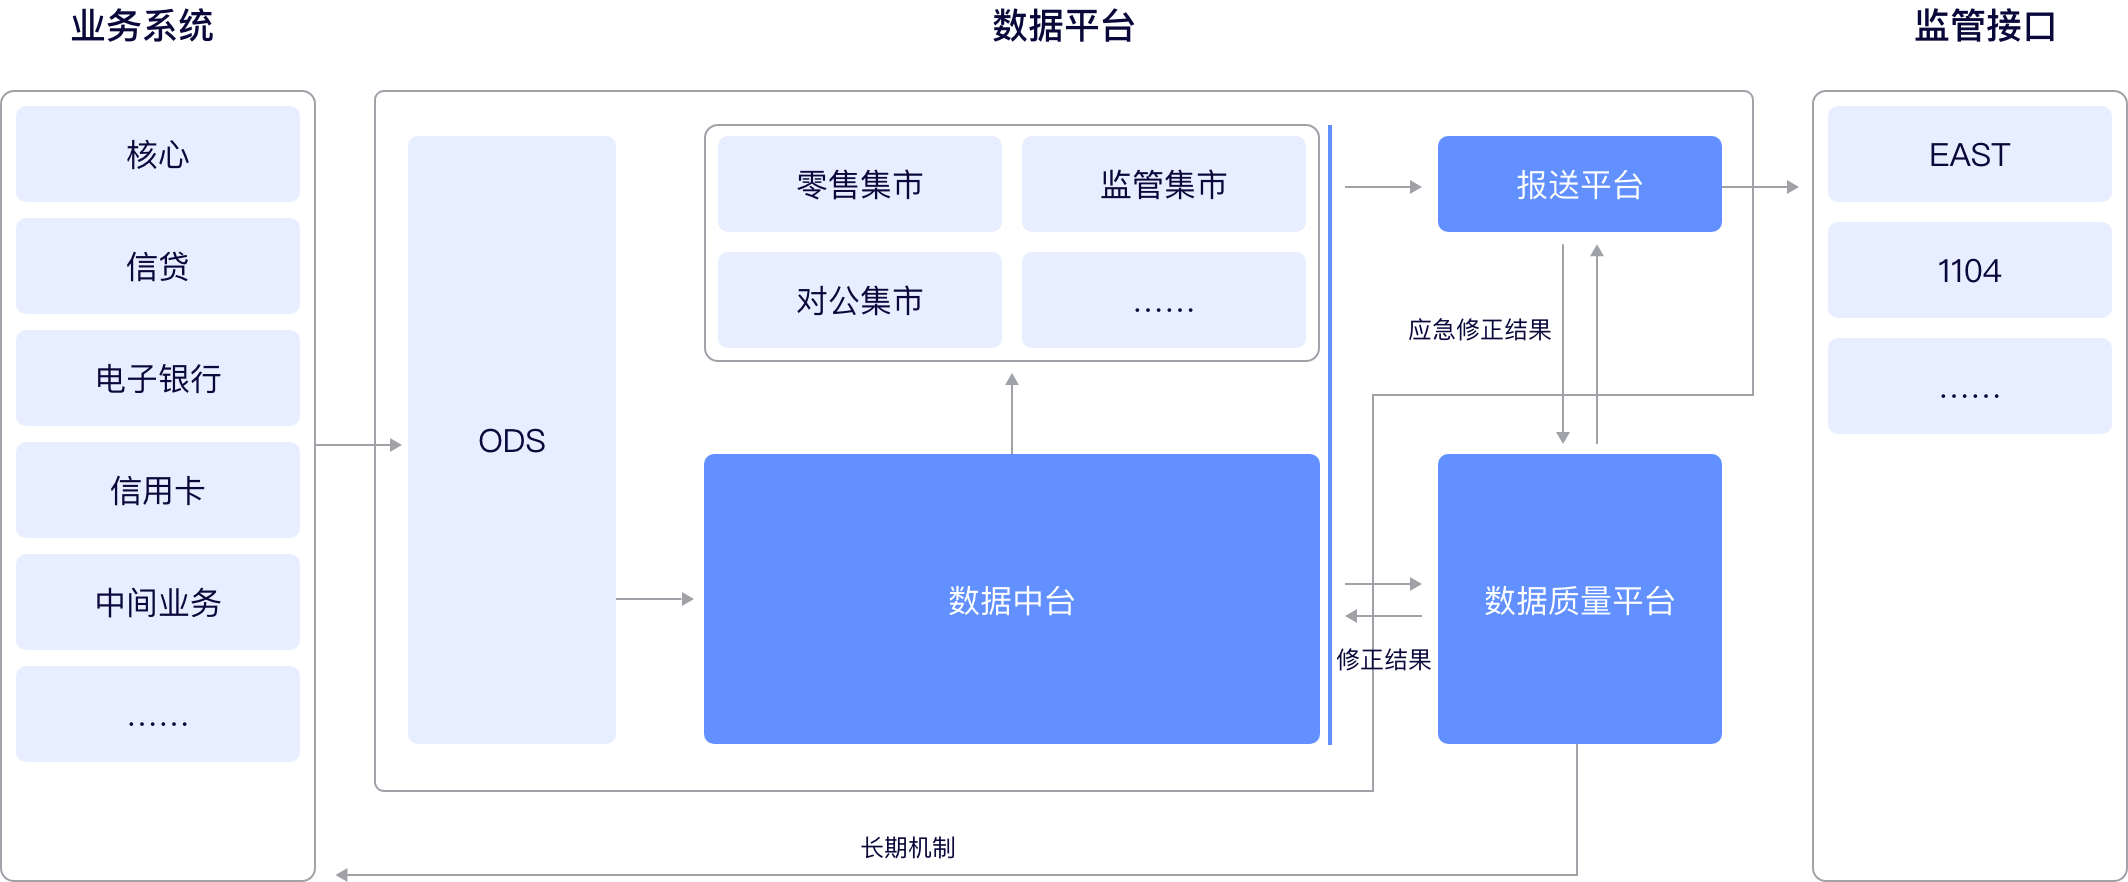 业务系统
数据平台
监管接口
核心
信贷
电子银行
信用卡
中间业务
……
ODS
零售集市
监管集市
对公集市
……
数据中台
报送平台
应急修正结果
数据质量平台
修正结果
长期机制
EAST
1104
……